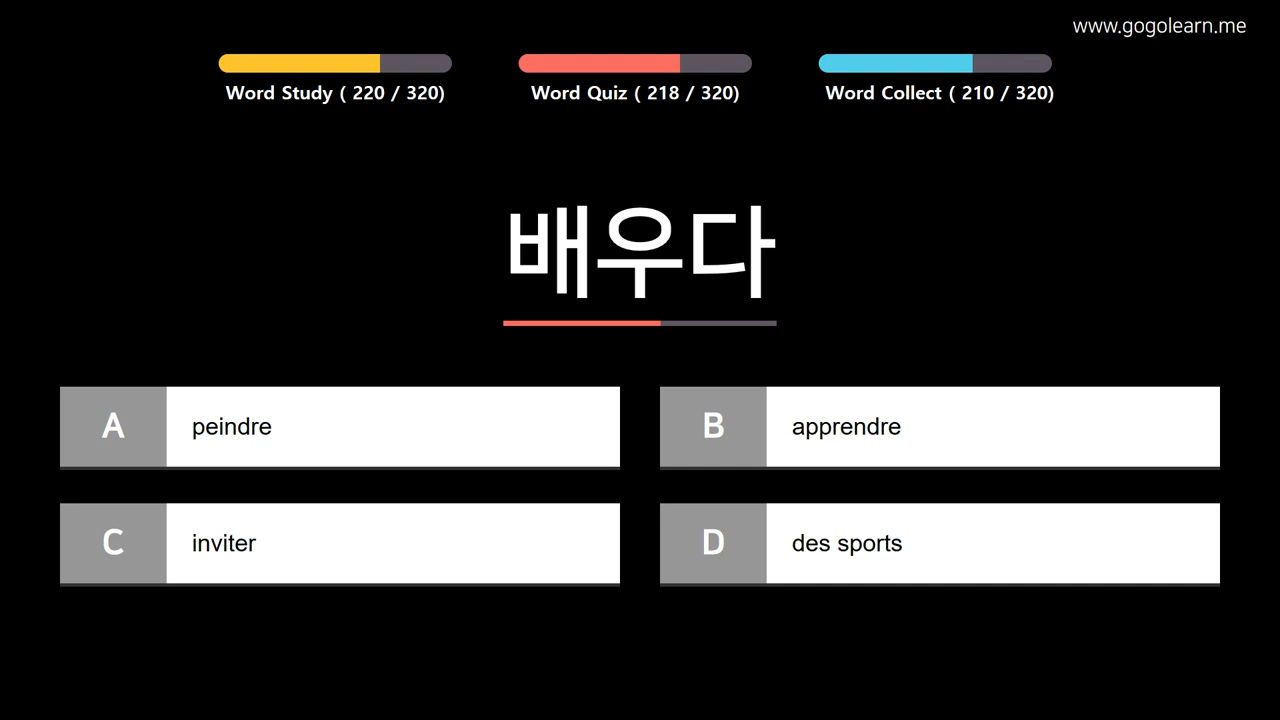 www.gogolearn.me
Word Study ( 220 / 320)
Word Quiz ( 218 / 320)
Word Collect ( 210 / 320)
배우다
A peindre
B apprendre
C inviter
D des sports